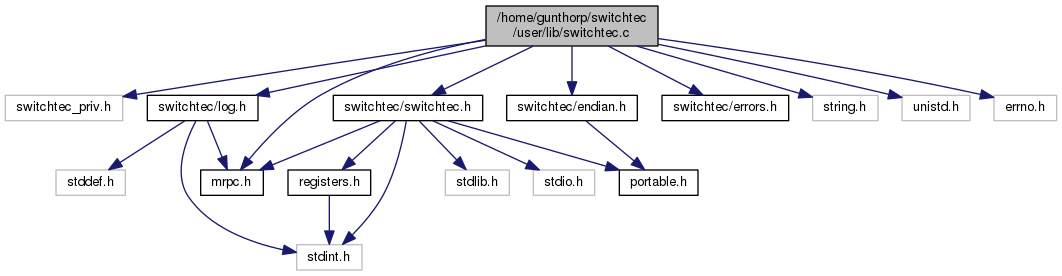 /home/gunthorp/switchtec
/user/lib/switchtec.c
switchtec_priv.h
switchtec/log.h
switchtec/switchtec.h
switchtec/endian.h
switchtec/errors.h
string.h
unistd.h
errno.h
stddef.h
mrpc.h
registers.h
stdlib.h
stdio.h
portable.h
stdint.h